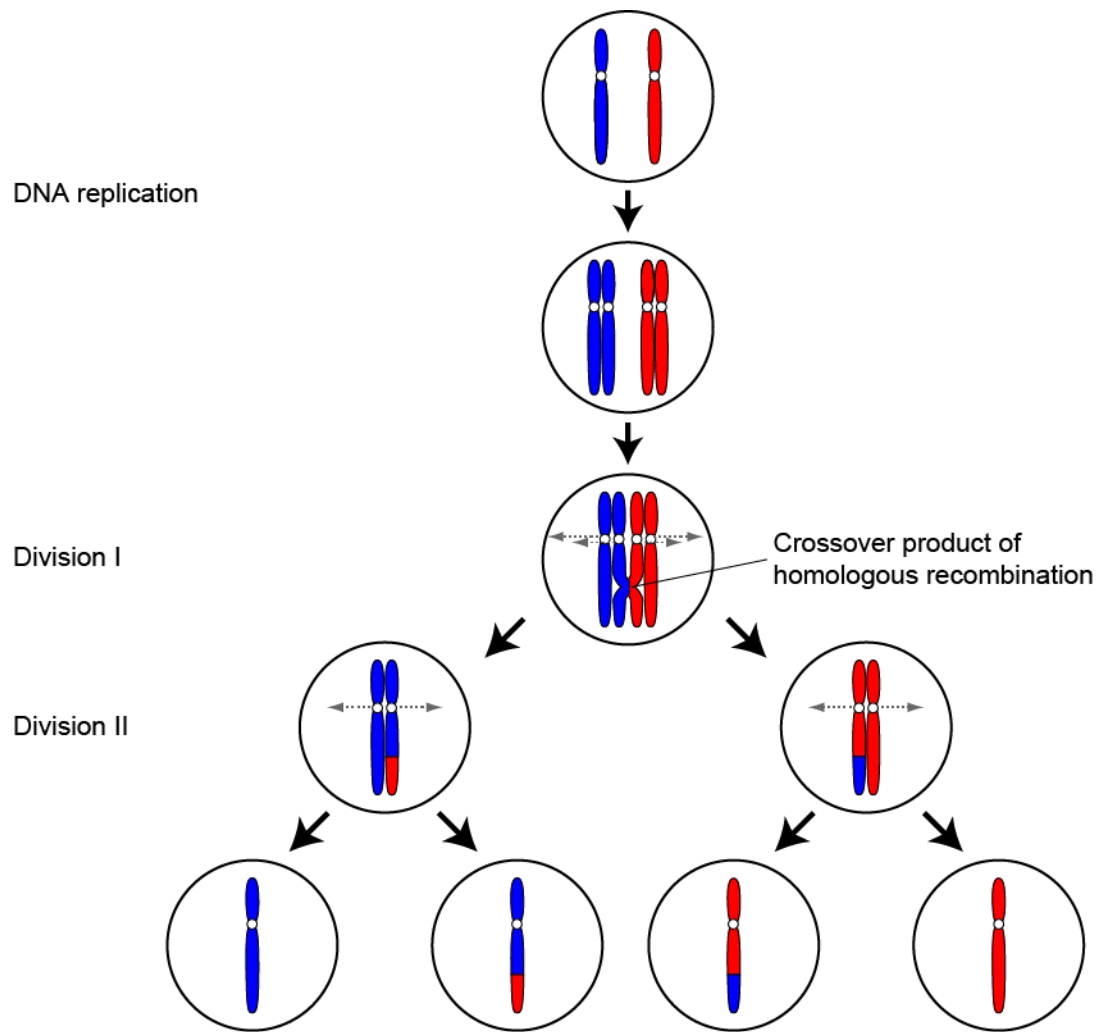 DNA replication
Division I
Crossover product of
homologous recombination
Division II